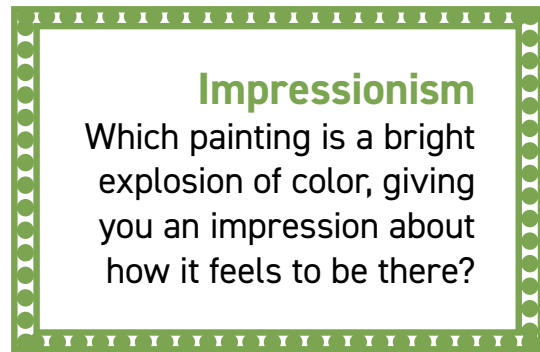 Impressionism
Which painting is a bright
explosion of color, giving
you an impression about
how it feels to be there?